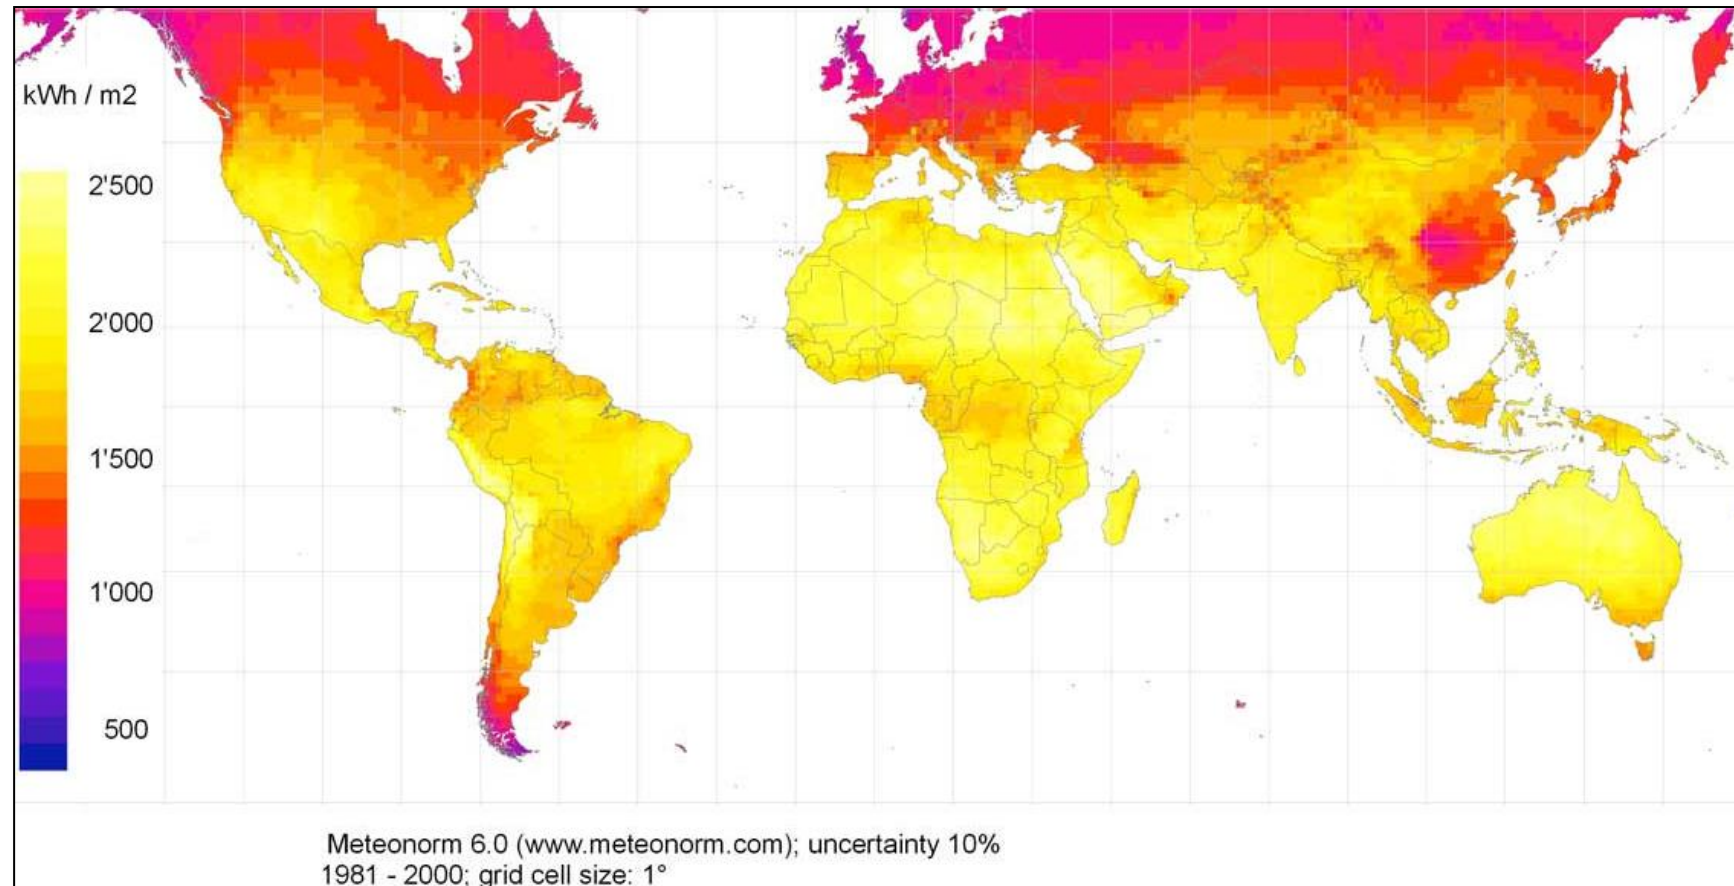 kWh / m2
2'500
2'000
1'500
1'000
500
Meteonorm 6.0 (www.meteonorm.com); uncertainty 10%
1981 - 2000; grid cell size: 1°